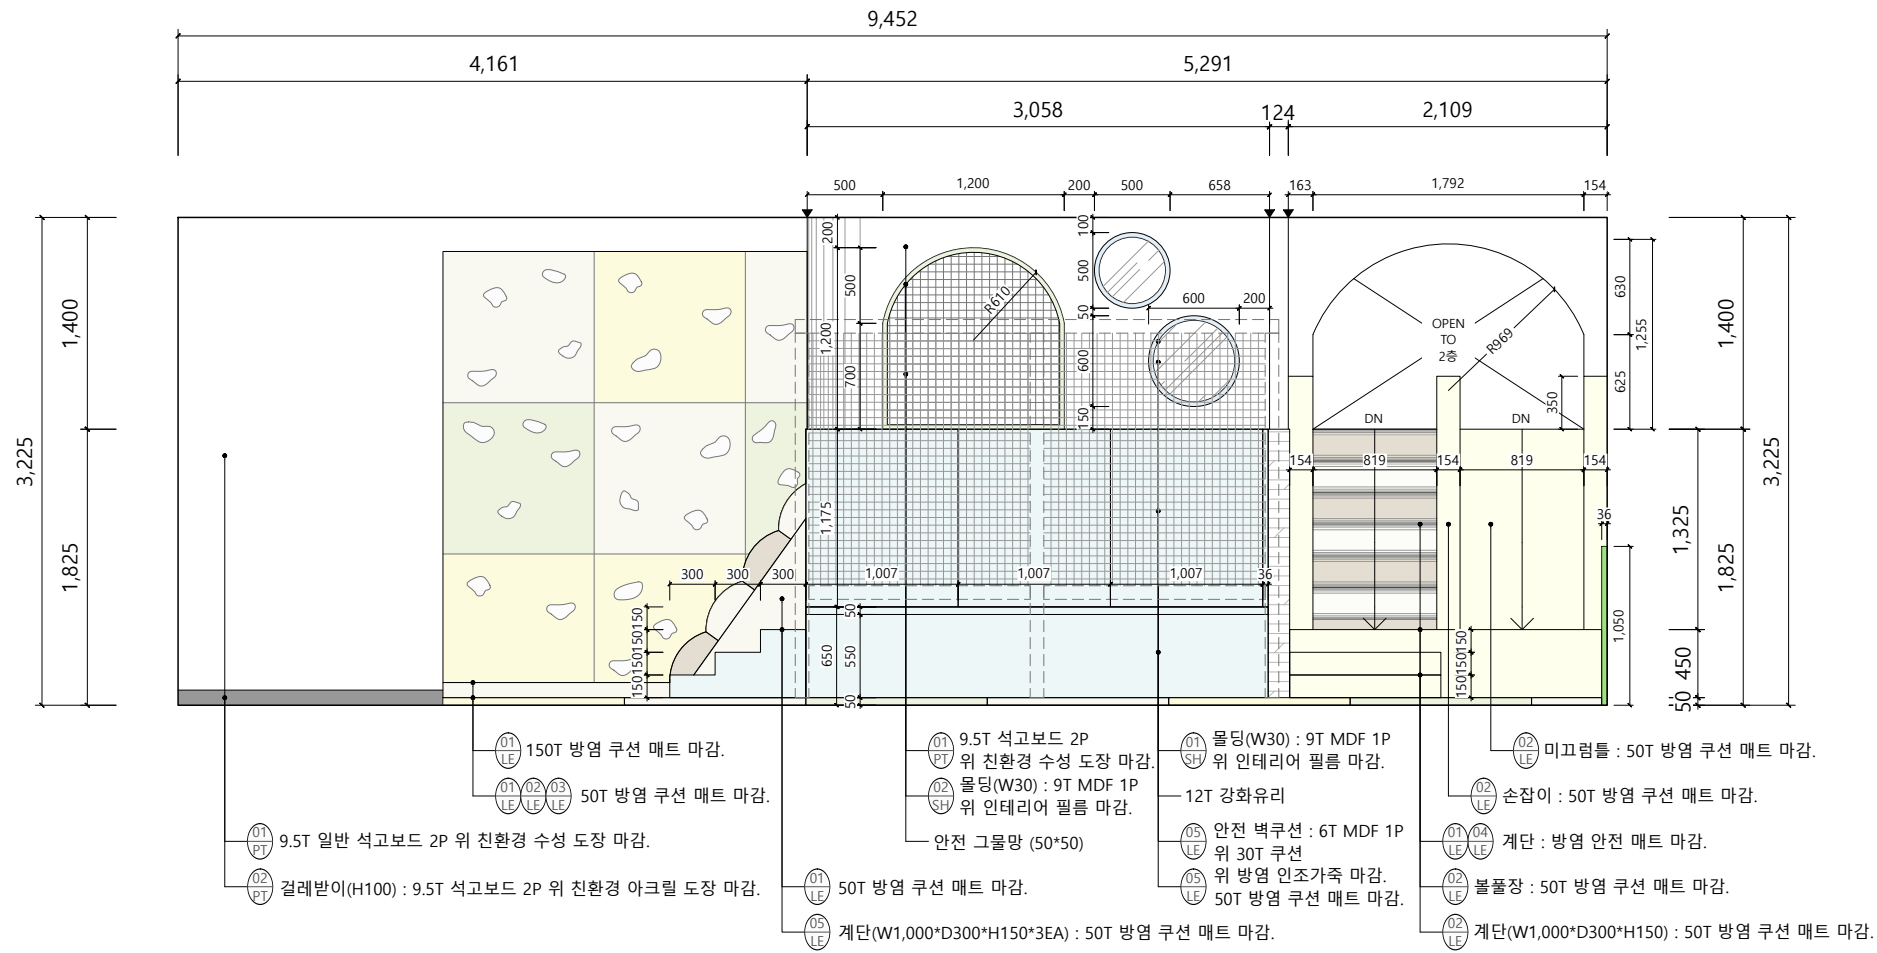 9,452
4,161
5,291
3,058
124
2,109
500
1,200
200
500
658
163
1,792
154
3,225
1,400
1,825
200
1,200
500
700
R610
100
500
50
600
200
600
150
OPEN
TO
2층
R969
350
DN
DN
630
625
1,255
1,400
3,225
1,825
1,325
450
50
154
819
154
819
154
36
1,050
1,175
300
300
300
1,007
1,007
1,007
36
150
150
150
150
50
650
550
50
150
150
150
01
LE
150T 방염 쿠션 매트 마감.
01
LE
02
LE
03
LE
50T 방염 쿠션 매트 마감.
01
PT
9.5T 일반 석고보드 2P 위 친환경 수성 도장 마감.
02
PT
걸레받이(H100) : 9.5T 석고보드 2P 위 친환경 아크릴 도장 마감.
01
PT
9.5T 석고보드 2P
위 친환경 수성 도장 마감.
02
SH
몰딩(W30) : 9T MDF 1P
위 인테리어 필름 마감.
안전 그물망 (50*50)
01
LE
50T 방염 쿠션 매트 마감.
05
LE
계단(W1,000*D300*H150*3EA) : 50T 방염 쿠션 매트 마감.
01
SH
몰딩(W30) : 9T MDF 1P
위 인테리어 필름 마감.
12T 강화유리
05
LE
안전 벽쿠션 : 6T MDF 1P
위 30T 쿠션
위 방염 인조가죽 마감.
05
LE
50T 방염 쿠션 매트 마감.
02
LE
미끄럼틀 : 50T 방염 쿠션 매트 마감.
02
LE
손잡이 : 50T 방염 쿠션 매트 마감.
01
LE
04
LE
계단 : 방염 안전 매트 마감.
02
LE
볼풀장 : 50T 방염 쿠션 매트 마감.
02
LE
계단(W1,000*D300*H150) : 50T 방염 쿠션 매트 마감.